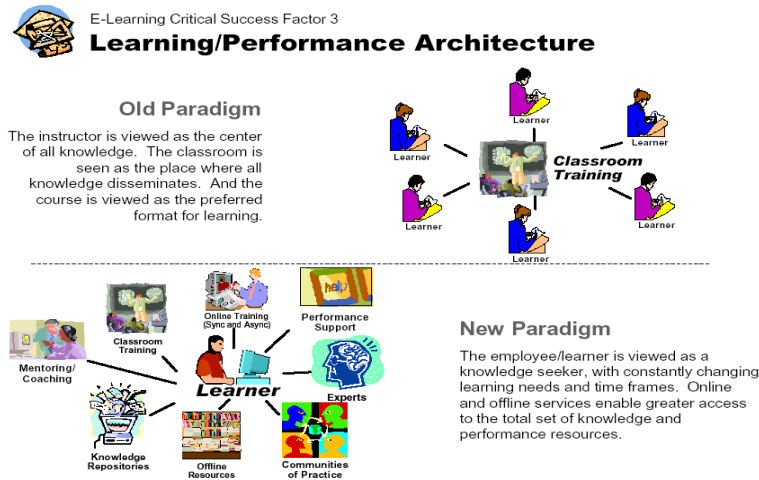 E-Learning Critical Success Factor 3
Learning/Performance Architecture
Old Paradigm
The instructor is viewed as the center
of all knowledge. The classroom is
seen as the place where all
knowledge disseminates. And the
course is viewed as the preferred
format for learning.
Learner
Learner
Learner
Classroom
Training
Learner
Learner
Learner
Mentoring/
Coaching
Classroom
Training
Online Training
(Sync and Async)
help
Performance
Support
Learner
Experts
Knowledge
Repositories
Offline
Resources
Communities
of Practice
New Paradigm
The employee/learner is viewed as a
knowledge seeker, with constantly changing
learning needs and time frames. Online
and offline services enable greater access
to the total set of knowledge and
performance resources.